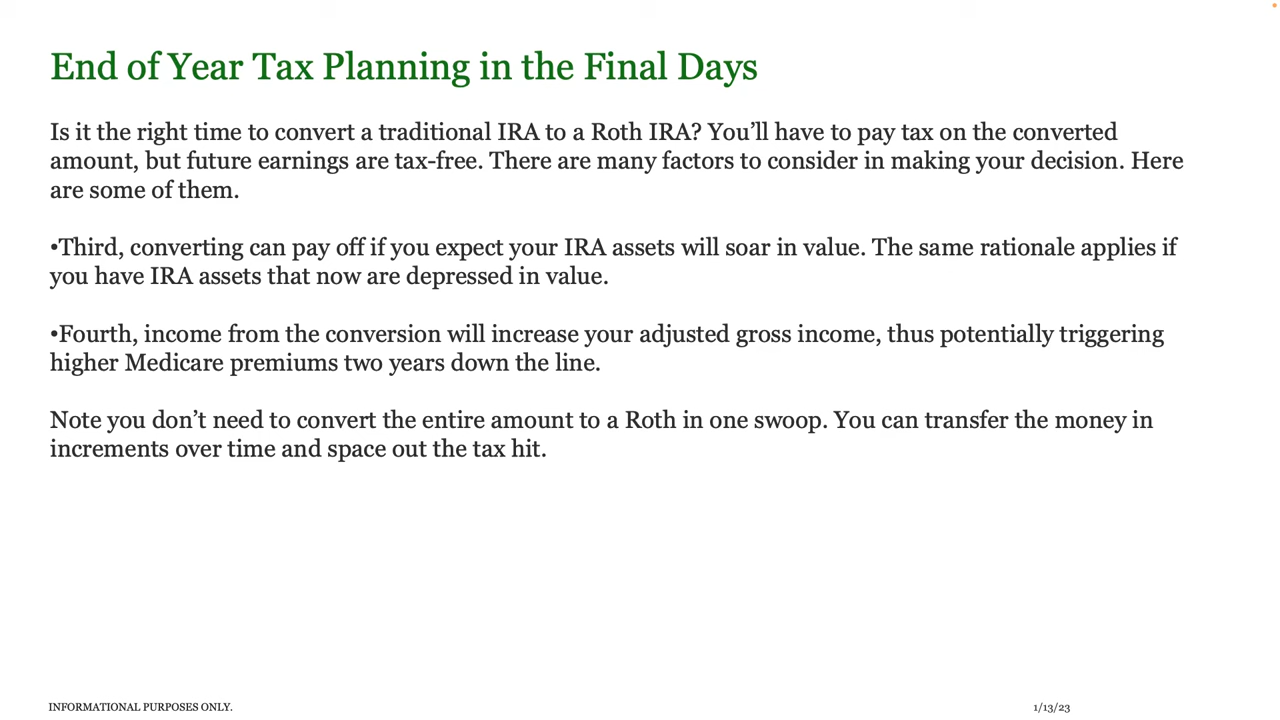 End of Year Tax Planning in the Final Days
Is it the right time to convert a traditional IRA to a Roth IRA? You’ll have to pay tax on the converted
amount, but future earnings are tax-free. There are many factors to consider in making your decision. Here
are some of them.
•Third, converting can pay off if you expect your IRA assets will soar in value. The same rationale applies if
you have IRA assets that now are depressed in value.
•Fourth, income from the conversion will increase your adjusted gross income, thus potentially triggering
higher Medicare premiums two years down the line.
Note you don’t need to convert the entire amount to a Roth in one swoop. You can transfer the money in
increments over time and space out the tax hit.
INFORMATIONAL PURPOSES ONLY.
1/13/23